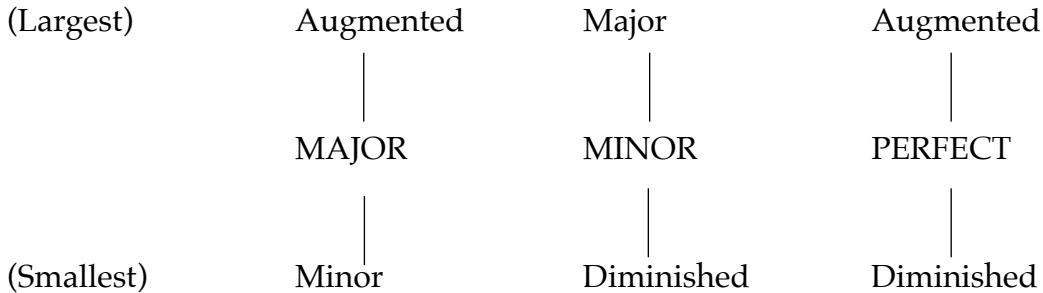 (Largest) Augmented Major Augmented
MAJOR MINOR PERFECT
(Smallest) Minor Diminished Diminished